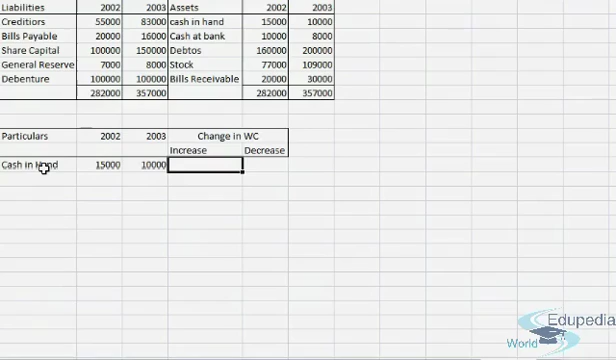 Liabilities 2002 2003 Assets 2002 2003
Creditiors 55000 83000 cash in hand 15000 10000
Bills Payable 20000 16000 Cash at bank 10000 8000
Share Capital 100000 150000 Debtos 160000 200000
General Reserve 7000 8000 Stock 77000 109000
Debenture 100000 100000 Bills Receivable 20000 30000
282000 357000 282000 357000
Particulars 2002 2003 Change in WC
Increase Decrease
Cash in Hand 15000 10000
Edupedia
World